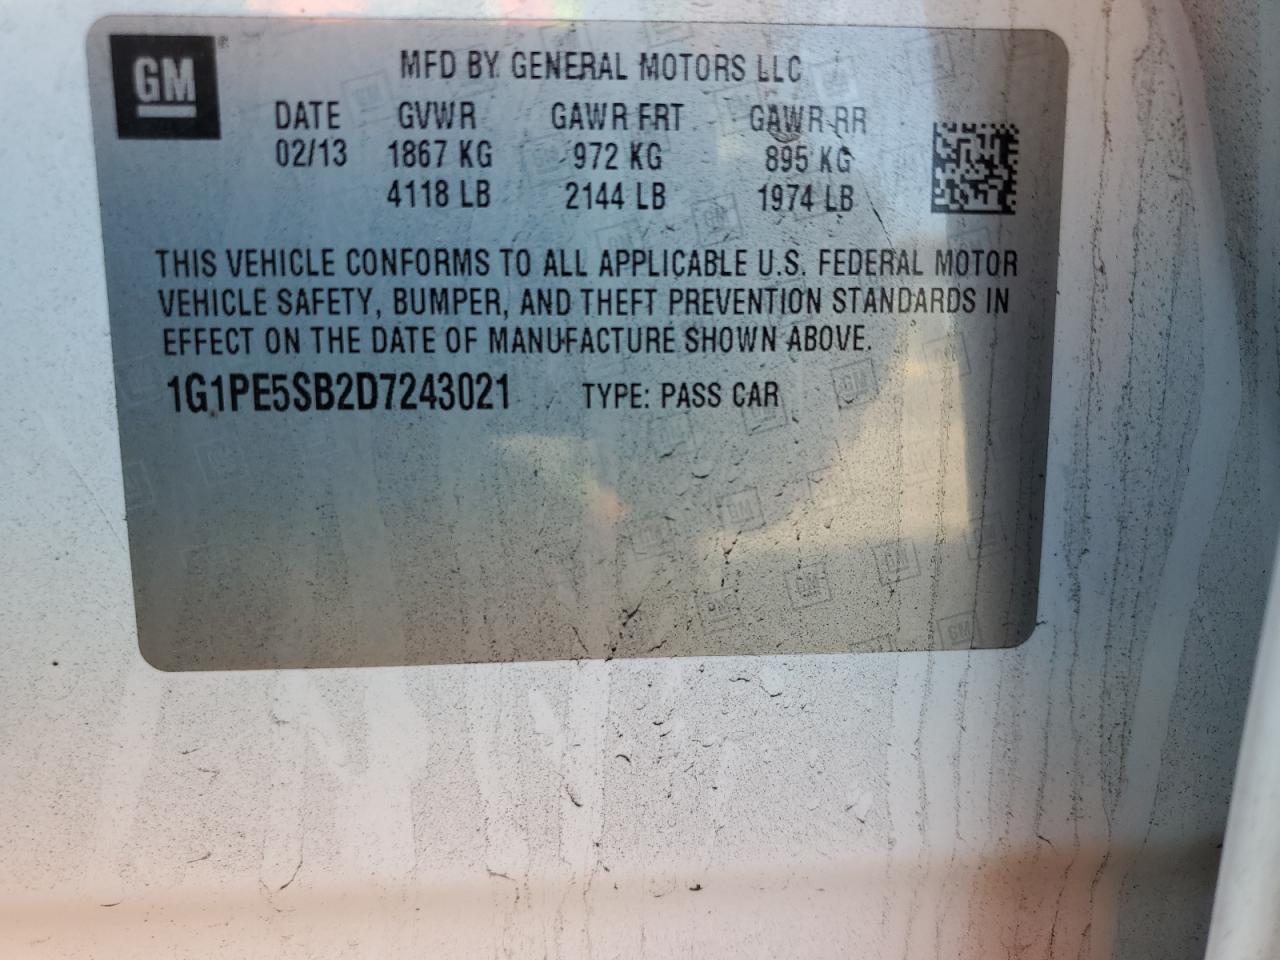 GM®
MFD BY GENERAL MOTORS LLC
DATE GVWR GAWR FRT GAWR RR
02/13 1867 KG 972 KG 895 KG
4118 LB 2144 LB 1974 LB
THIS VEHICLE CONFORMS TO ALL APPLICABLE U.S. FEDERAL MOTOR
VEHICLE SAFETY, BUMPER, AND THEFT PREVENTION STANDARDS IN
EFFECT ON THE DATE OF MANUFACTURE SHOWN ABOVE.
1G1PE5SB2D7243021 TYPE: PASS CAR